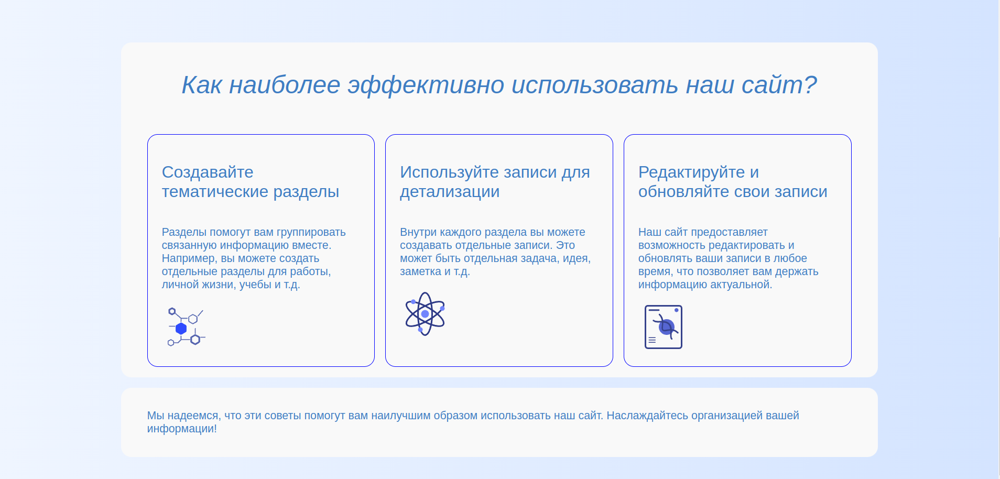 Как наиболее эффективно использовать наш сайт?
Создавайте
тематические разделы
Разделы помогут вам группировать
связанную информацию вместе.
Например, вы можете создать
отдельные разделы для работы,
личной жизни, учебы и т.д.
Используйте записи для
детализации
Внутри каждого раздела вы можете
создавать отдельные записи. Это
может быть отдельная задача, идея,
заметка и т.д.
Редактируйте и
обновляйте свои записи
Наш сайт предоставляет
возможность редактировать и
обновлять ваши записи в любое
время, что позволяет вам держать
информацию актуальной.
Мы надеемся, что эти советы помогут вам наилучшим образом использовать наш сайт. Наслаждайтесь организацией вашей
информации!